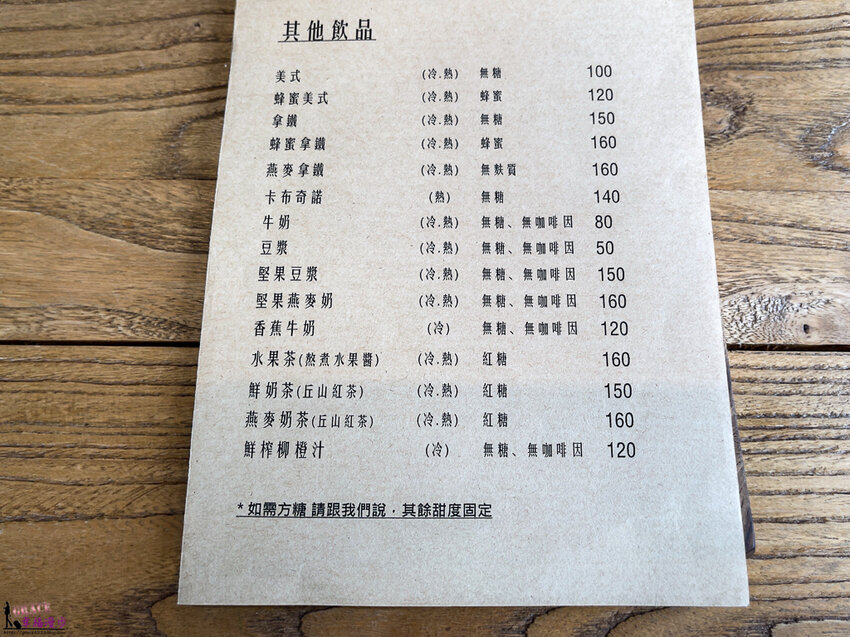 其他飲品
美式 (冷.熱) 無糖 100
蜂蜜美式 (冷.熱) 蜂蜜 120
拿鐵 (冷.熱) 無糖 150
蜂蜜拿鐵 (冷.熱) 蜂蜜 160
燕麥拿鐵 (冷.熱) 無麩質 160
卡布奇諾 (熱) 無糖 140
牛奶 (冷.熱) 無糖、無咖啡因 80
豆漿 (冷.熱) 無糖、無咖啡因 50
堅果豆漿 (冷.熱) 無糖、無咖啡因 150
堅果燕麥奶 (冷.熱) 無糖、無咖啡因 160
香蕉牛奶 (冷) 無糖、無咖啡因 120
水果茶(熬煮水果醬) (冷.熱) 紅糖 160
鮮奶茶(丘山紅茶) (冷.熱) 紅糖 150
燕麥奶茶(丘山紅茶) (冷.熱) 紅糖 160
鮮榨柳橙汁 (冷) 無糖、無咖啡因 120
*如需方糖 請跟我們說，其餘甜度固定
GRACE